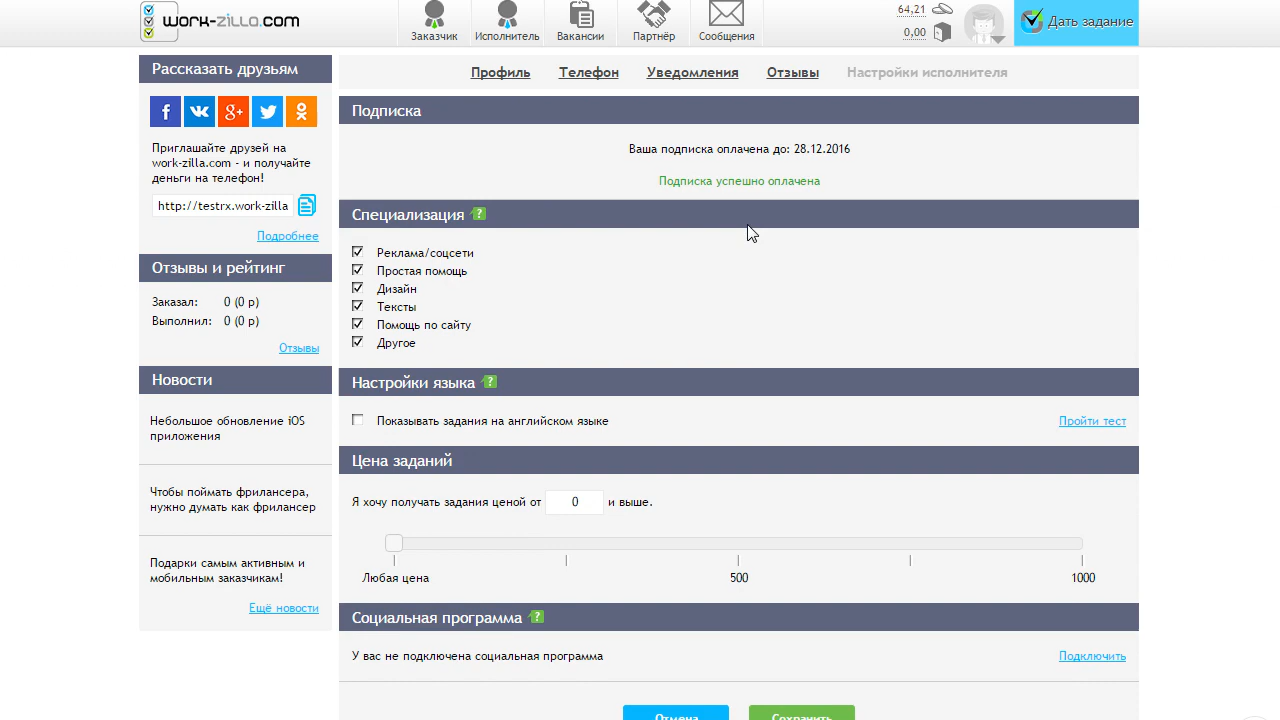 work-zilla.com
Заказчик
Исполнитель
Вакансии
Партнёр
Сообщения
64,21
0,00
Дать задание
Рассказать друзьям
f
g+
Приглашайте друзей на
work-zilla.com - и получайте
деньги на телефон!
http://testrx.work-zilla
Подробнее
Отзывы и рейтинг
Заказал: 0 (0 р)
Выполнил: 0 (0 р)
Отзывы
Новости
Небольшое обновление iOS
приложения
Чтобы поймать фрилансера,
нужно думать как фрилансер
Подарки самым активным и
мобильным заказчикам!
Ещё новости
Профиль Телефон Уведомления Отзывы Настройки исполнителя
Подписка
Ваша подписка оплачена до: 28.12.2016
Подписка успешно оплачена
Специализация ?
Реклама/соцсети
Простая помощь
Дизайн
Тексты
Помощь по сайту
Другое
Настройки языка ?
Показывать задания на английском языке
Пройти тест
Цена заданий
Я хочу получать задания ценой от 0 и выше.
Любая цена 500 1000
Социальная программа ?
У вас не подключена социальная программа
Подключить
Отмена
Сохранить